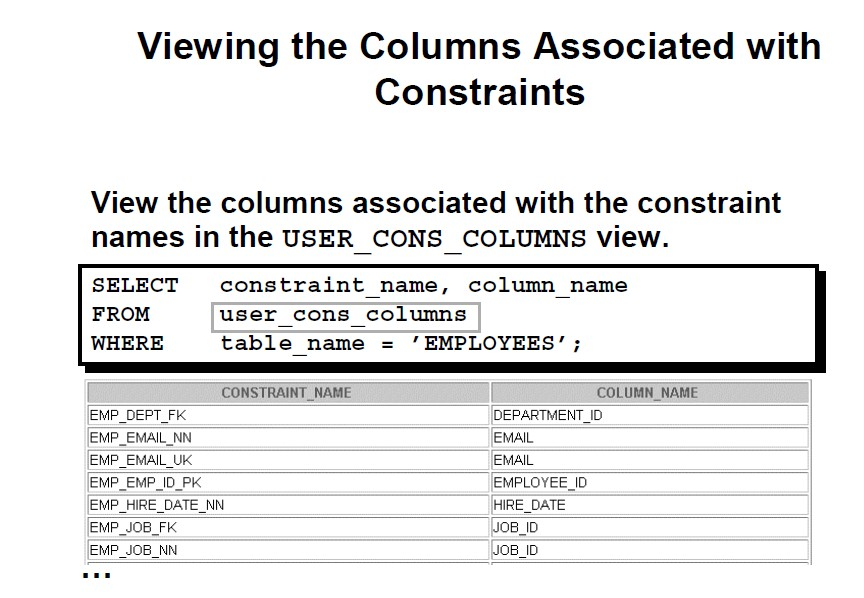 Viewing the Columns Associated with
Constraints
View the columns associated with the constraint
names in the USER_CONS_COLUMNS view.
SELECT constraint_name, column_name
FROM user_cons_columns
WHERE table_name = ’EMPLOYEES’;
CONSTRAINT_NAME COLUMN_NAME
EMP_DEPT_FK DEPARTMENT_ID
EMP_EMAIL_NN EMAIL
EMP_EMAIL_UK EMAIL
EMP_EMP_ID_PK EMPLOYEE_ID
EMP_HIRE_DATE_NN HIRE_DATE
EMP_JOB_FK JOB_ID
EMP_JOB_NN JOB_ID
...